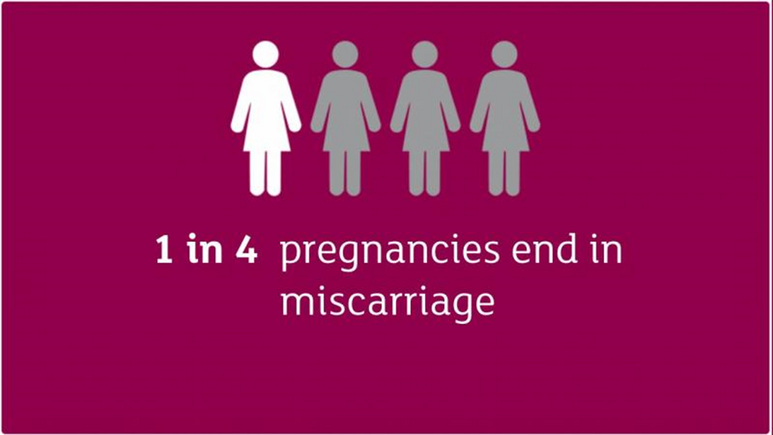 1 in 4 pregnancies end in
miscarriage